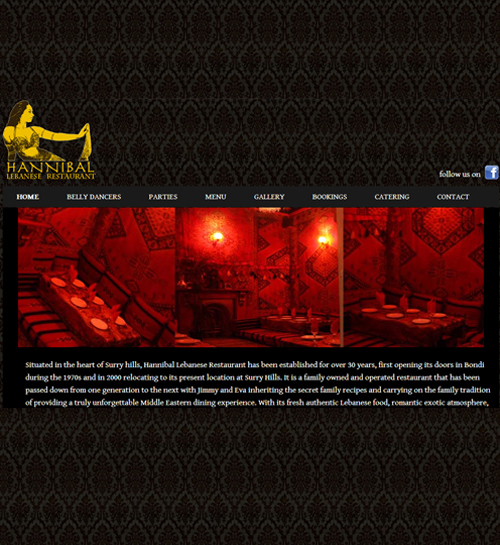 HANNIBAL
LEBANESE RESTAURANT
follow us on f
HOME BELLY DANCERS PARTIES MENU GALLERY BOOKINGS CATERING CONTACT
Situated in the heart of Surry hills, Hannibal Lebanese Restaurant has been established for over 30 years, first opening its doors in Bondi
during the 1970s and in 2000 relocating to its present location at Surry Hills. It is a family owned and operated restaurant that has been
passed down from one generation to the next with Jimmy and Eva inheriting the secret family recipes and carrying on the family tradition
of providing a truly unforgettable Middle Eastern dining experience. With its fresh authentic Lebanese food, romantic exotic atmosphere,